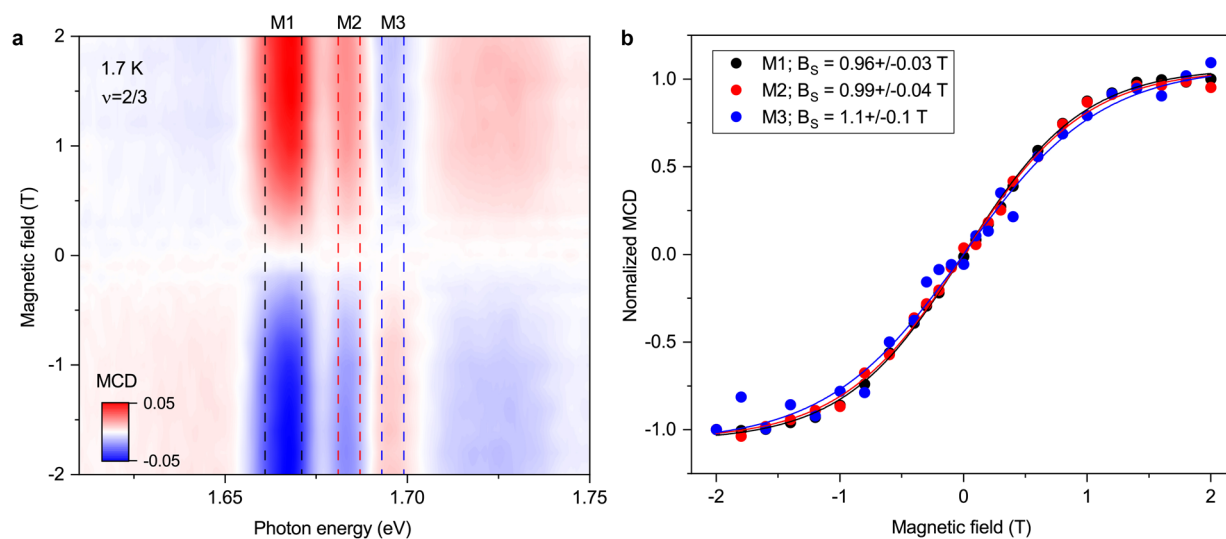 a
M1 M2 M3
2
1.7 K
ν=2/3
1
0
-1
-2
Magnetic field (T)
MCD
0.05
-0.05
1.65 1.70 1.75
Photon energy (eV)
b
M1; BS = 0.96+/-0.03 T
M2; BS = 0.99+/-0.04 T
M3; BS = 1.1+/-0.1 T
1.0
0.5
0.0
-0.5
-1.0
Nomalized MCD
-2 -1 0 1 2
Magnetic field (T)